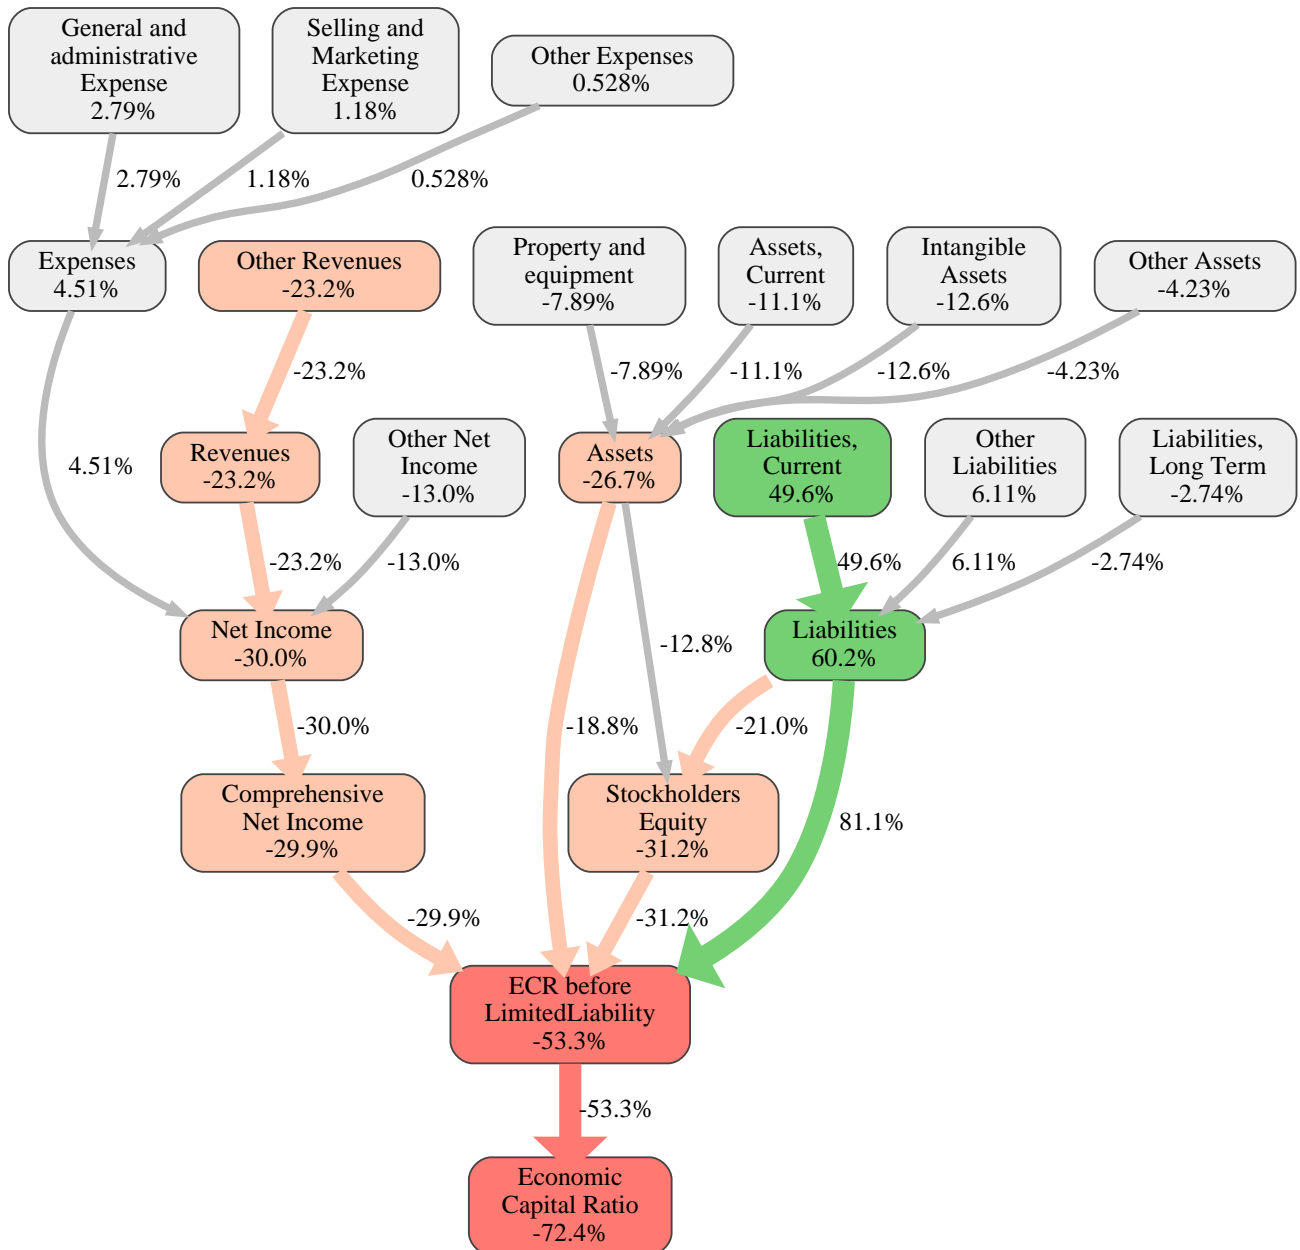 General and
administrative
Expense
2.79%
Selling and
Marketing
Expense
1.18%
Other Expenses
0.528%
2.79%
1.18%
0.528%
Expenses
4.51%
Other Revenues
-23.2%
Property and
equipment
-7.89%
Assets,
Current
-11.1%
Intangible
Assets
-12.6%
Other Assets
-4.23%
-23.2%
-7.89%
-11.1%
-12.6%
-4.23%
4.51%
Revenues
-23.2%
Other Net
Income
-13.0%
Assets
-26.7%
Liabilities,
Current
49.6%
Other
Liabilities
6.11%
Liabilities,
Long Term
-2.74%
-23.2%
-13.0%
49.6%
6.11%
-2.74%
Net Income
-30.0%
-12.8%
Liabilities
60.2%
-30.0%
-18.8%
-21.0%
Comprehensive
Net Income
-29.9%
Stockholders
Equity
-31.2%
81.1%
-29.9%
-31.2%
ECR before
LimitedLiability
-53.3%
-53.3%
Economic
Capital Ratio
-72.4%